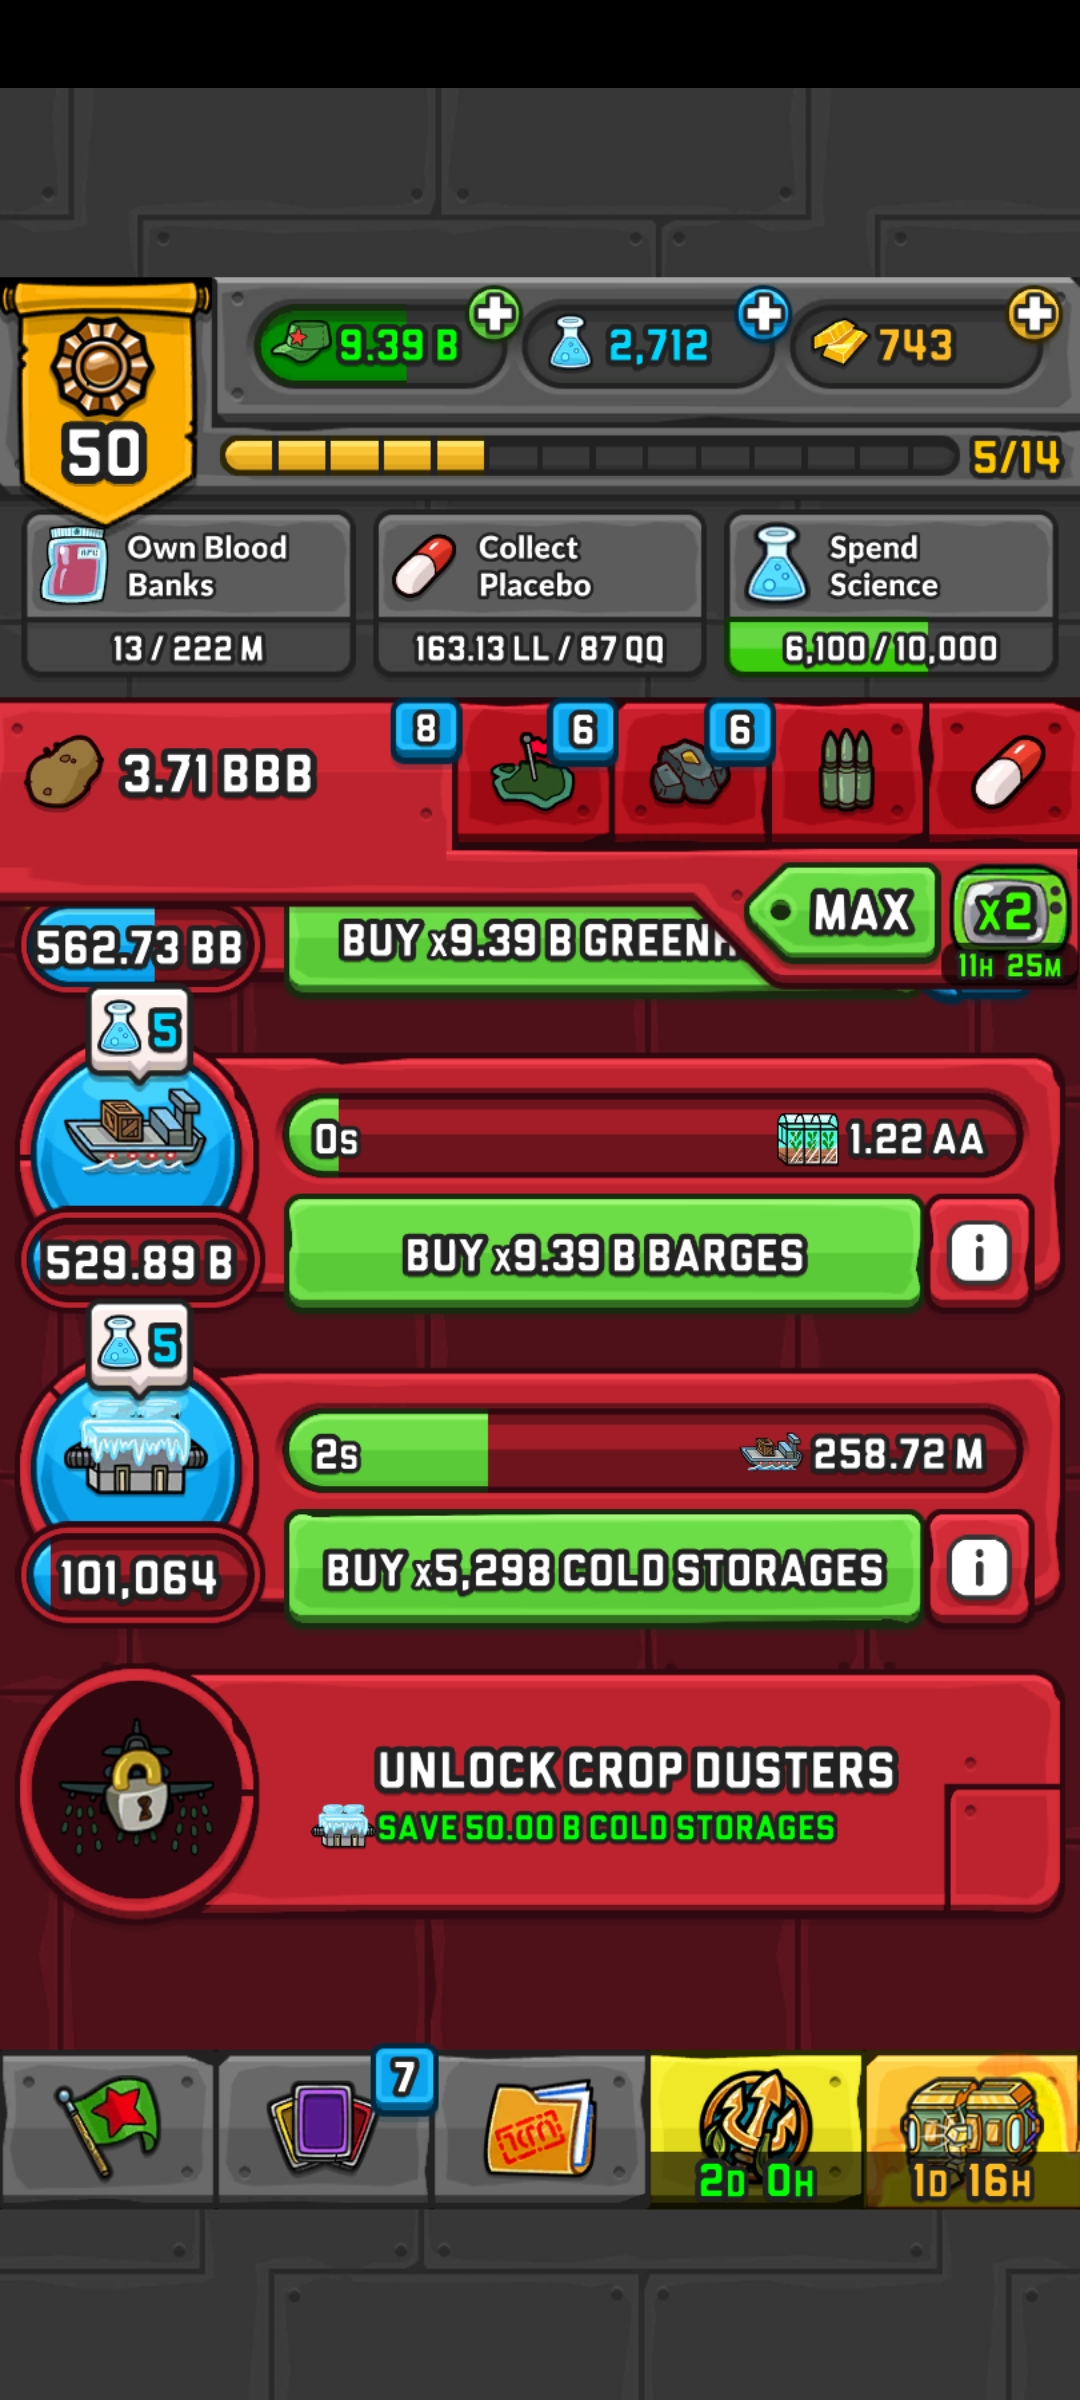 9.39 B
2,712
743
50
5/14
Own Blood
Banks
13 / 222 M
Collect
Placebo
163.13 LL / 87 QQ
Spend
Science
6,100 / 10,000
3.71 BBB
8
6
6
MAX
x2
11H 25M
562.73 BB
BUY x9.39 B
5
0s
1.22 AA
529.89 B
BUY x9.39 B BARGES
i
5
2s
258.72 M
101,064
BUY x5,298 COLD STORAGES
i
UNLOCK CROP DUSTERS
SAVE 50.00 B COLD STORAGES
7
2D 0H
1D 16H